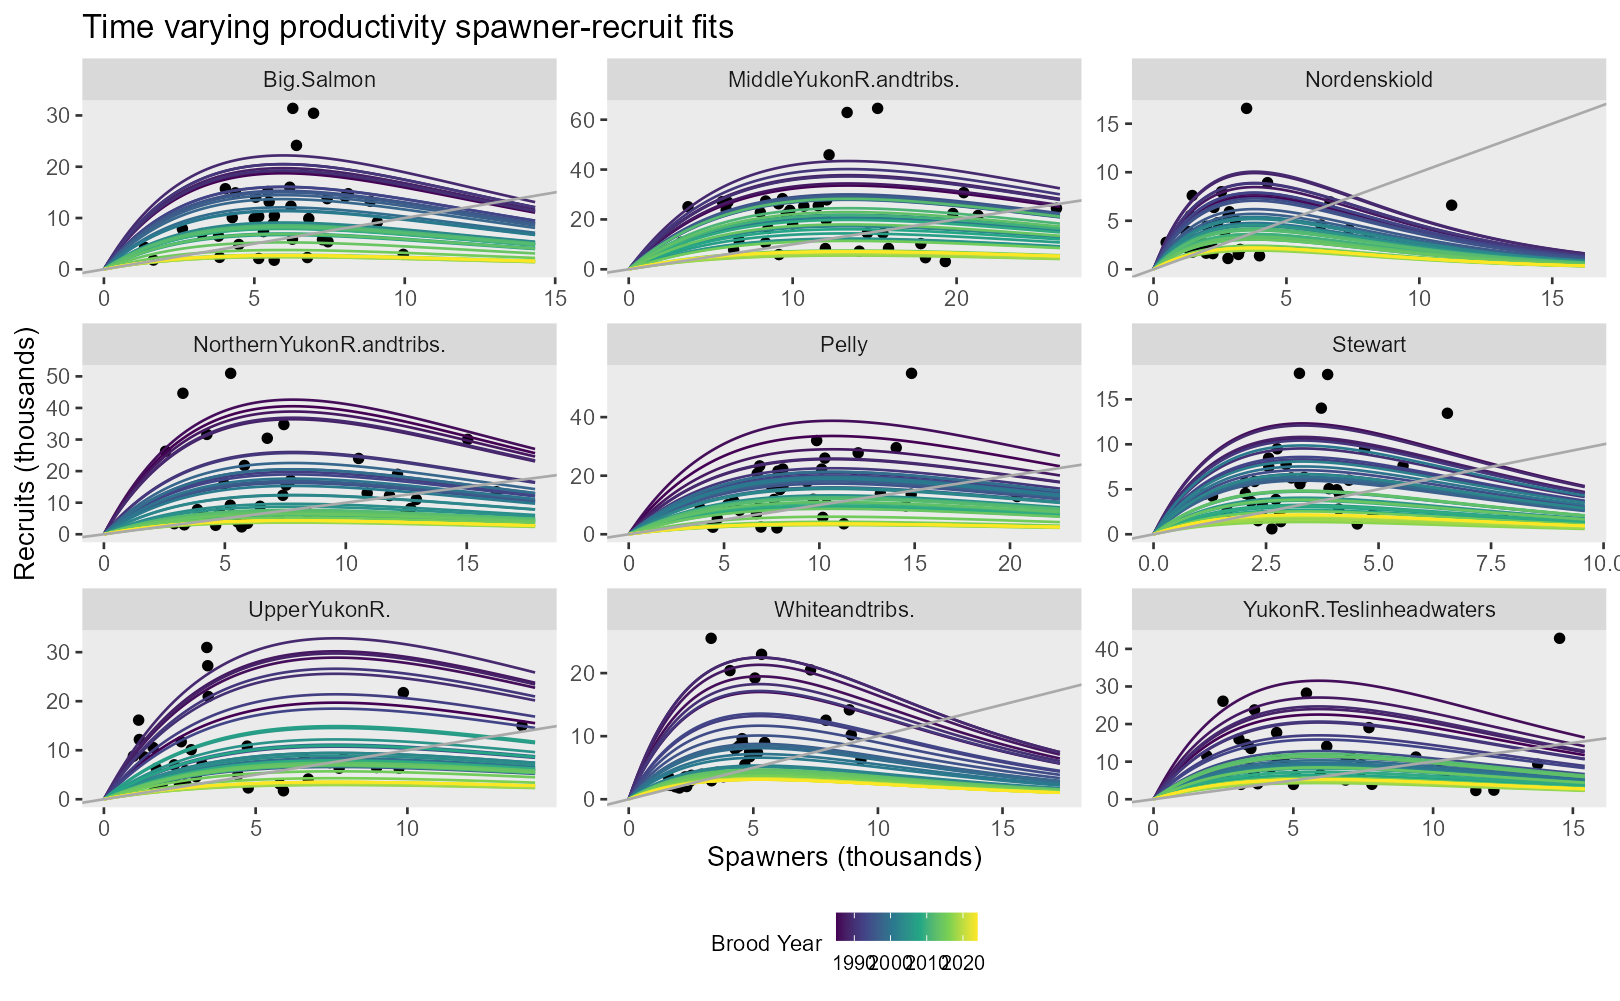 Time varying productivity spawner-recruit fits
Big.Salmon
MiddleYukonR.andtribs.
Nordenskiold
30
20
10
0
0 5 10 15
60
40
20
0
0 10 20
15
10
5
0
0 5 10 15
NorthernYukonR.andtribs.
Pelly
Stewart
50
40
30
20
10
0
0 5 10 15
40
20
0
0 5 10 15 20
15
10
5
0
0.0 2.5 5.0 7.5 10.0
UpperYukonR.
Whiteandtribs.
YukonR.Teslinheadwaters
30
20
10
0
0 5 10
20
10
0
0 5 10 15
40
30
20
10
0
0 5 10 15
Recruits (thousands)
Spawners (thousands)
Brood Year
1990 2000 2010 2020